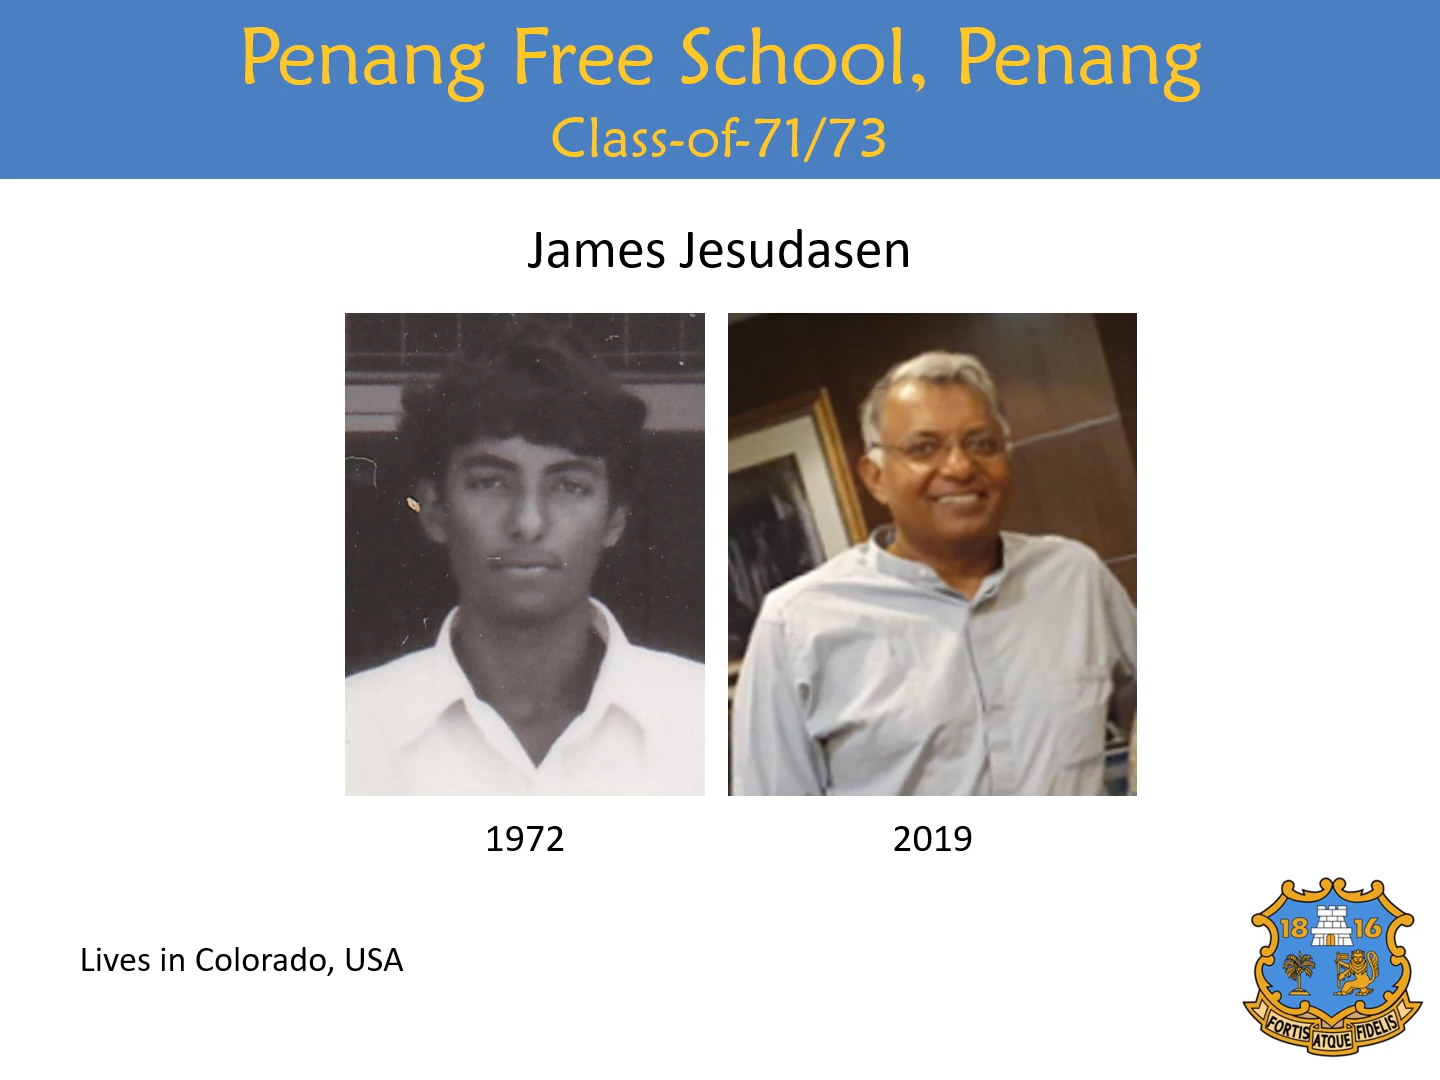 Penang Free School, Penang
Class-of-71/73
James Jesudasen
1972
2019
Lives in Colorado, USA
18 16
FORTIS ATQUE FIDELIS